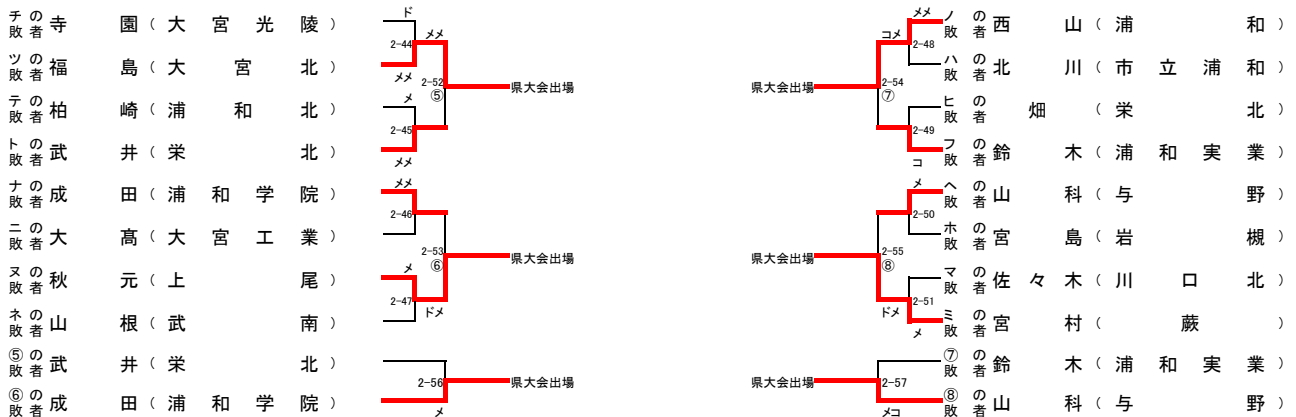 チの敗者 寺園（大宮光陵） ド
2-44 メメ
ツの敗者 福島（大宮北） メメ
2-52 ⑤ 県大会出場
テの敗者 柏崎（浦和北） メ
2-45
トの敗者 武井（栄北） メメ
ナの敗者 成田（浦和学院） メメ
2-46
ニの敗者 大髙（大宮工業）
2-53 ⑥ 県大会出場
ヌの敗者 秋元（上尾） メ
2-47 ドメ
ネの敗者 山根（武南）
⑤の敗者 武井（栄北）
2-56 県大会出場
⑥の敗者 成田（浦和学院） メ
メメ ノの敗者 西山（浦和）
コメ 2-48
ハの敗者 北川（市立浦和）
県大会出場 2-54 ⑦
ヒの敗者 畑（栄北）
2-49
コ フの敗者 鈴木（浦和実業）
メ ヘの敗者 山科（与野）
2-50
ホの敗者 宮島（岩槻）
県大会出場 2-55 ⑧
マの敗者 佐々木（川口北）
ドメ 2-51
メ ミの敗者 宮村（蕨）
⑦の敗者 鈴木（浦和実業）
県大会出場 2-57
メコ ⑧の敗者 山科（与野）